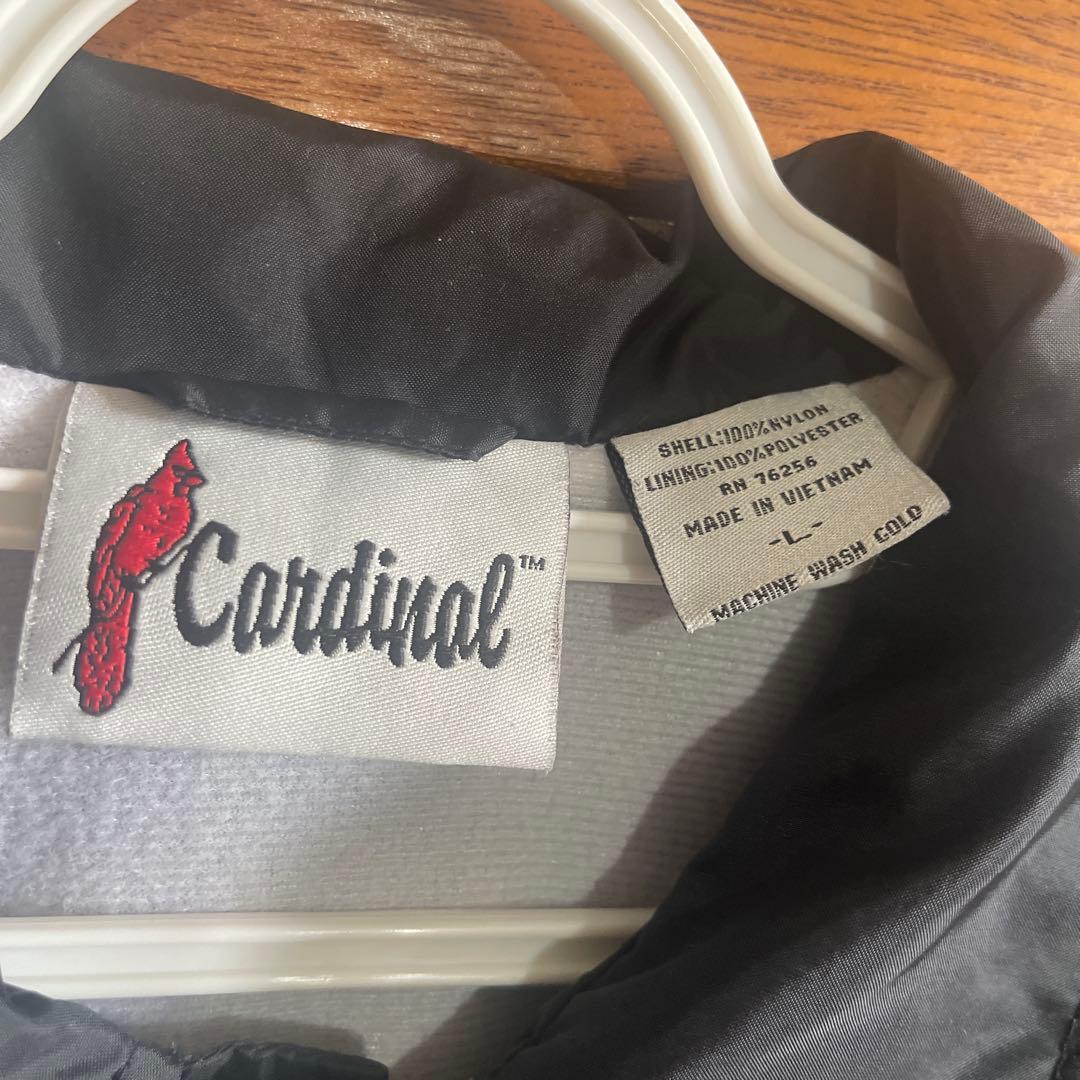 Cardinal™
SHELL:100%NYLON
LINING:100%POLYESTER
RN 76256
MADE IN VIETNAM
-L-
MACHINE WASH COLD